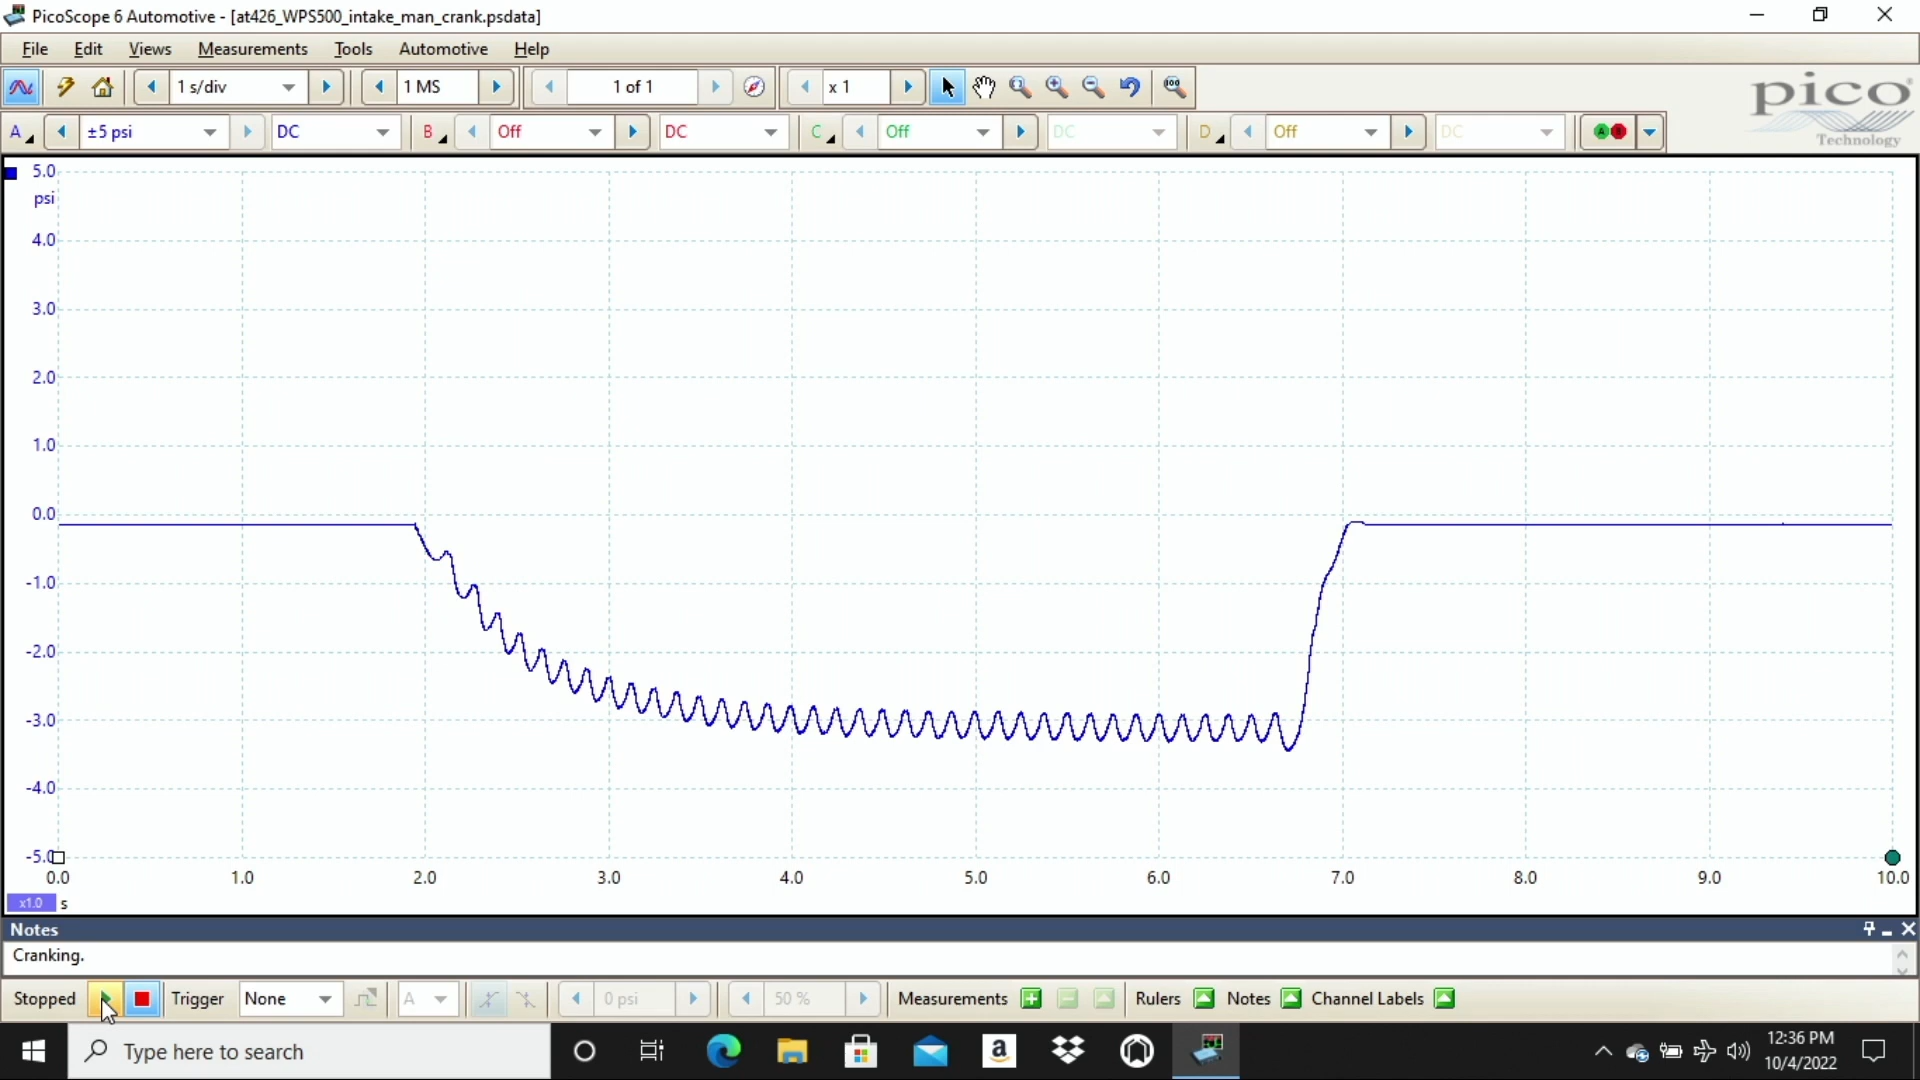 PicoScope 6 Automotive - [at426_WPS500_intake_man_crank.psdata]
File Edit Views Measurements Tools Automotive Help
1 s/div 1 MS 1 of 1 x 1
pico
Technology
A ±5 psi DC B Off DC C Off DC D Off DC
5.0
psi
4.0
3.0
2.0
1.0
0.0
-1.0
-2.0
-3.0
-4.0
-5.0
0.0 1.0 2.0 3.0 4.0 5.0 6.0 7.0 8.0 9.0 10.0
x1.0 s
Notes
Cranking.
Stopped Trigger None A 0 psi 50 % Measurements Rulers Notes Channel Labels
Type here to search
12:36 PM
10/4/2022